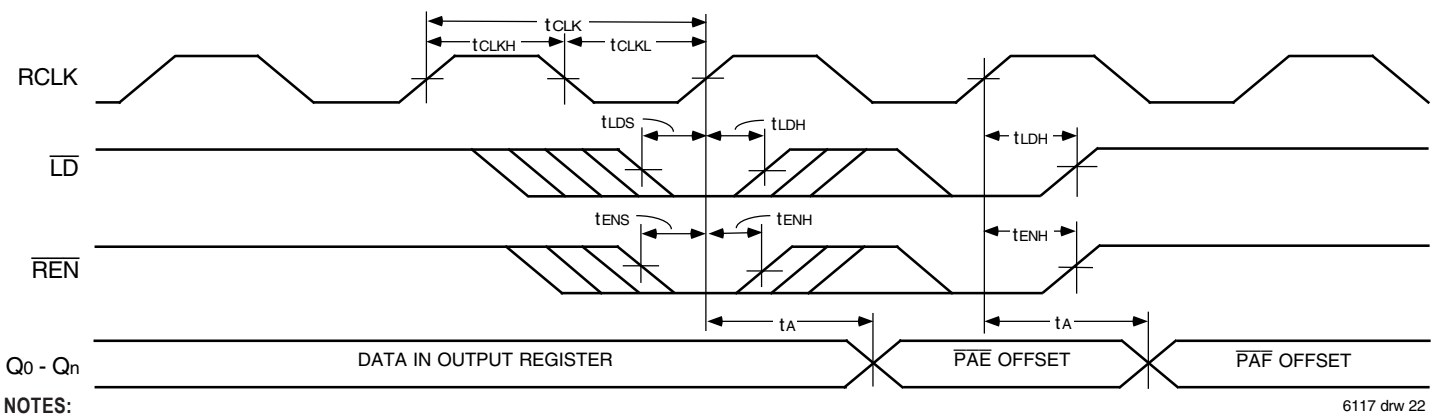 tCLK
tCLKH
tCLKL
RCLK
tLDS
tLDH
tLDH
LD
tENS
tENH
tENH
REN
tA
tA
Q0 - Qn
DATA IN OUTPUT REGISTER
PAE OFFSET
PAF OFFSET
NOTES:
6117 drw 22